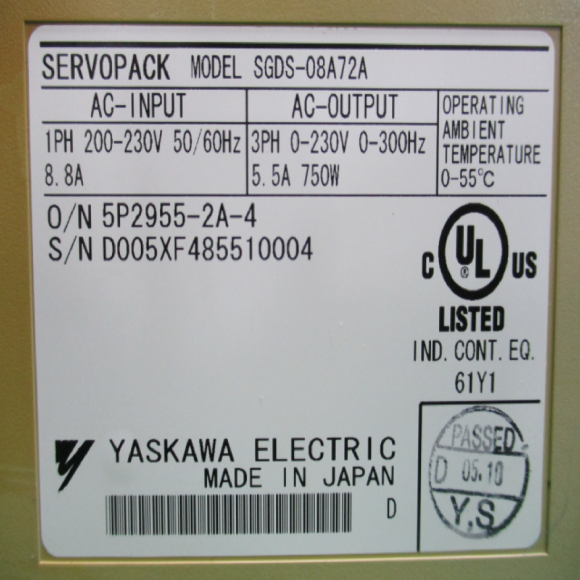 SERVOPACK MODEL SGDS-08A72A
AC-INPUT
1PH 200-230V 50/60Hz
8.8A
AC-OUTPUT
3PH 0-230V 0-300Hz
5.5A 750W
OPERATING
AMBIENT
TEMPERATURE
0-55℃
O/N 5P2955-2A-4
S/N D005XF485510004
C UL US
®
LISTED
IND. CONT. EQ.
61Y1
YASKAWA ELECTRIC
MADE IN JAPAN
D
PASSED
D 05.10
Y.S